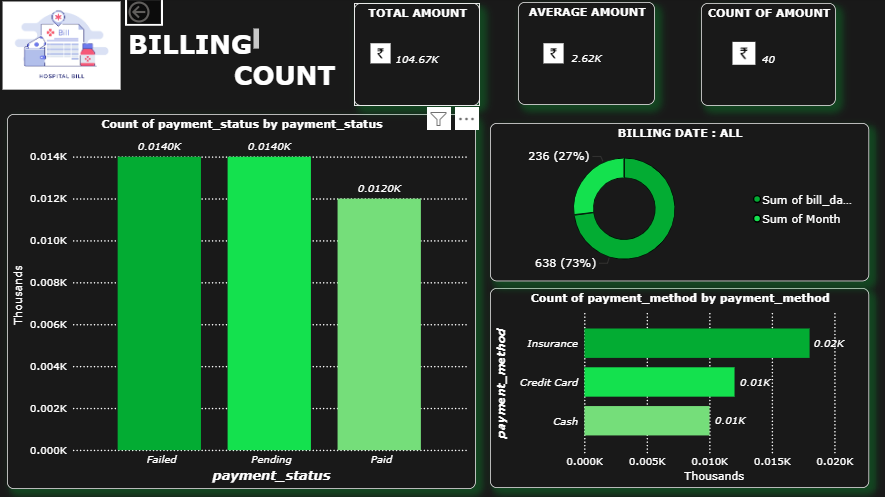 Bill
HOSPITAL BILL
BILLING
COUNT
TOTAL AMOUNT
₹ 104.67K
AVERAGE AMOUNT
₹ 2.62K
COUNT OF AMOUNT
₹ 40
Count of payment_status by payment_status
Thousands
0.014K
0.012K
0.010K
0.008K
0.006K
0.004K
0.002K
0.000K
0.0140K
0.0140K
0.0120K
Failed
Pending
Paid
payment_status
BILLING DATE : ALL
236 (27%)
638 (73%)
Sum of bill_da...
Sum of Month
Count of payment_method by payment_method
payment_method
Insurance
0.02K
Credit Card
0.01K
Cash
0.01K
0.000K
0.005K
0.010K
0.015K
0.020K
Thousands